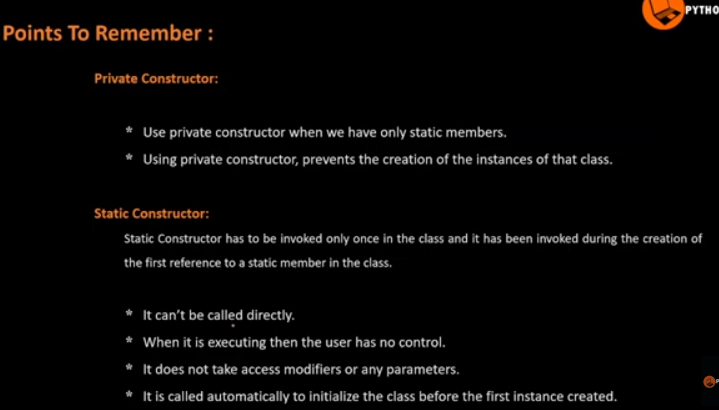 PYTHO
Points To Remember :
Private Constructor:
* Use private constructor when we have only static members.
* Using private constructor, prevents the creation of the instances of that class.
Static Constructor:
Static Constructor has to be invoked only once in the class and it has been invoked during the creation of
the first reference to a static member in the class.
* It can't be called directly.
* When it is executing then the user has no control.
* It does not take access modifiers or any parameters.
* It is called automatically to initialize the class before the first instance created.